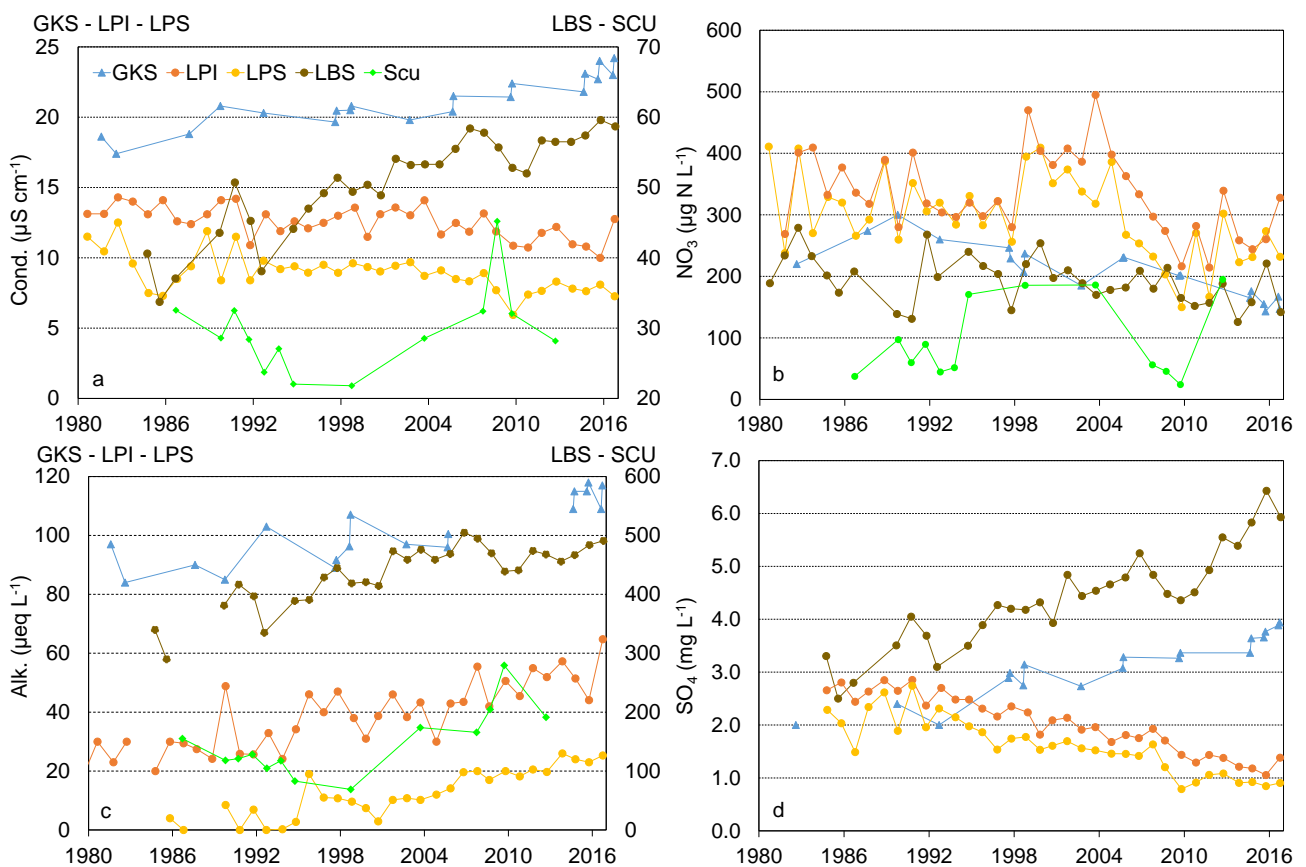 GKS - LPI - LPS LBS - SCU
25 70
GKS LPI LPS LBS Scu
20 60
15 50
10 40
5 30
0 20
Cond. (µS cm-1)
a
1980 1986 1992 1998 2004 2010 2016
600
500
400
300
200
100
0
NO3 (µg N L-1)
b
1980 1986 1992 1998 2004 2010 2016
GKS - LPI - LPS LBS - SCU
120 600
100 500
80 400
60 300
40 200
20 100
0 0
Alk. (µeq L-1)
c
1980 1986 1992 1998 2004 2010 2016
7.0
6.0
5.0
4.0
3.0
2.0
1.0
0.0
SO4 (mg L-1)
d
1980 1986 1992 1998 2004 2010 2016